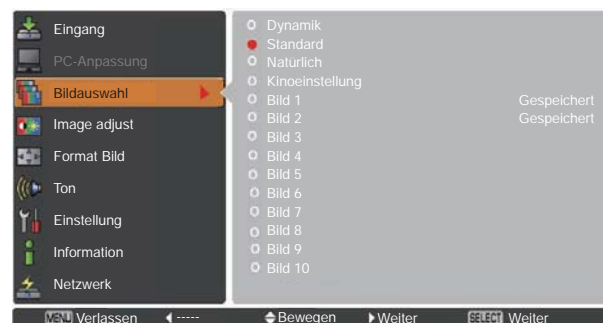 Eingang
PC-Anpassung
Bildauswahl
Image adjust
Format Bild
Ton
Einstellung
Information
Netzwerk
Dynamik
Standard
Natürlich
Kinoeinstellung
Bild 1 Gespeichert
Bild 2 Gespeichert
Bild 3
Bild 4
Bild 5
Bild 6
Bild 7
Bild 8
Bild 9
Bild 10
MENU Verlassen ----- Bewegen Weiter SELECT Weiter